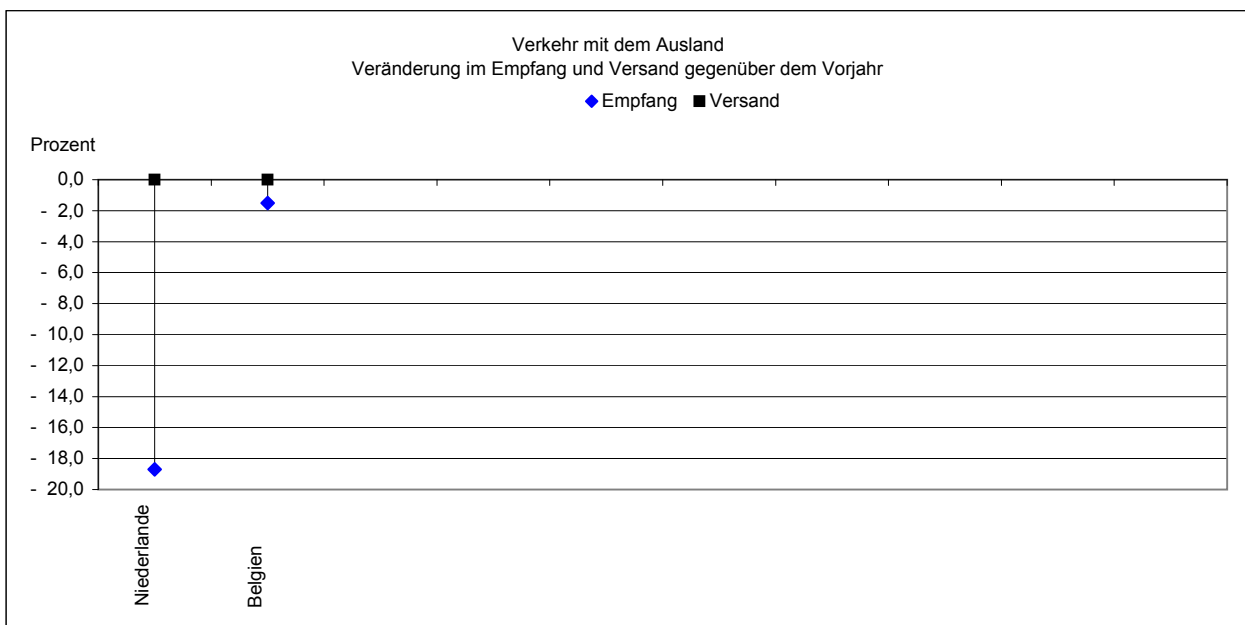 Verkehr mit dem Ausland
Veränderung im Empfang und Versand gegenüber dem Vorjahr
Empfang Versand
Prozent
0,0
- 2,0
- 4,0
- 6,0
- 8,0
- 10,0
- 12,0
- 14,0
- 16,0
- 18,0
- 20,0
Niederlande
Belgien